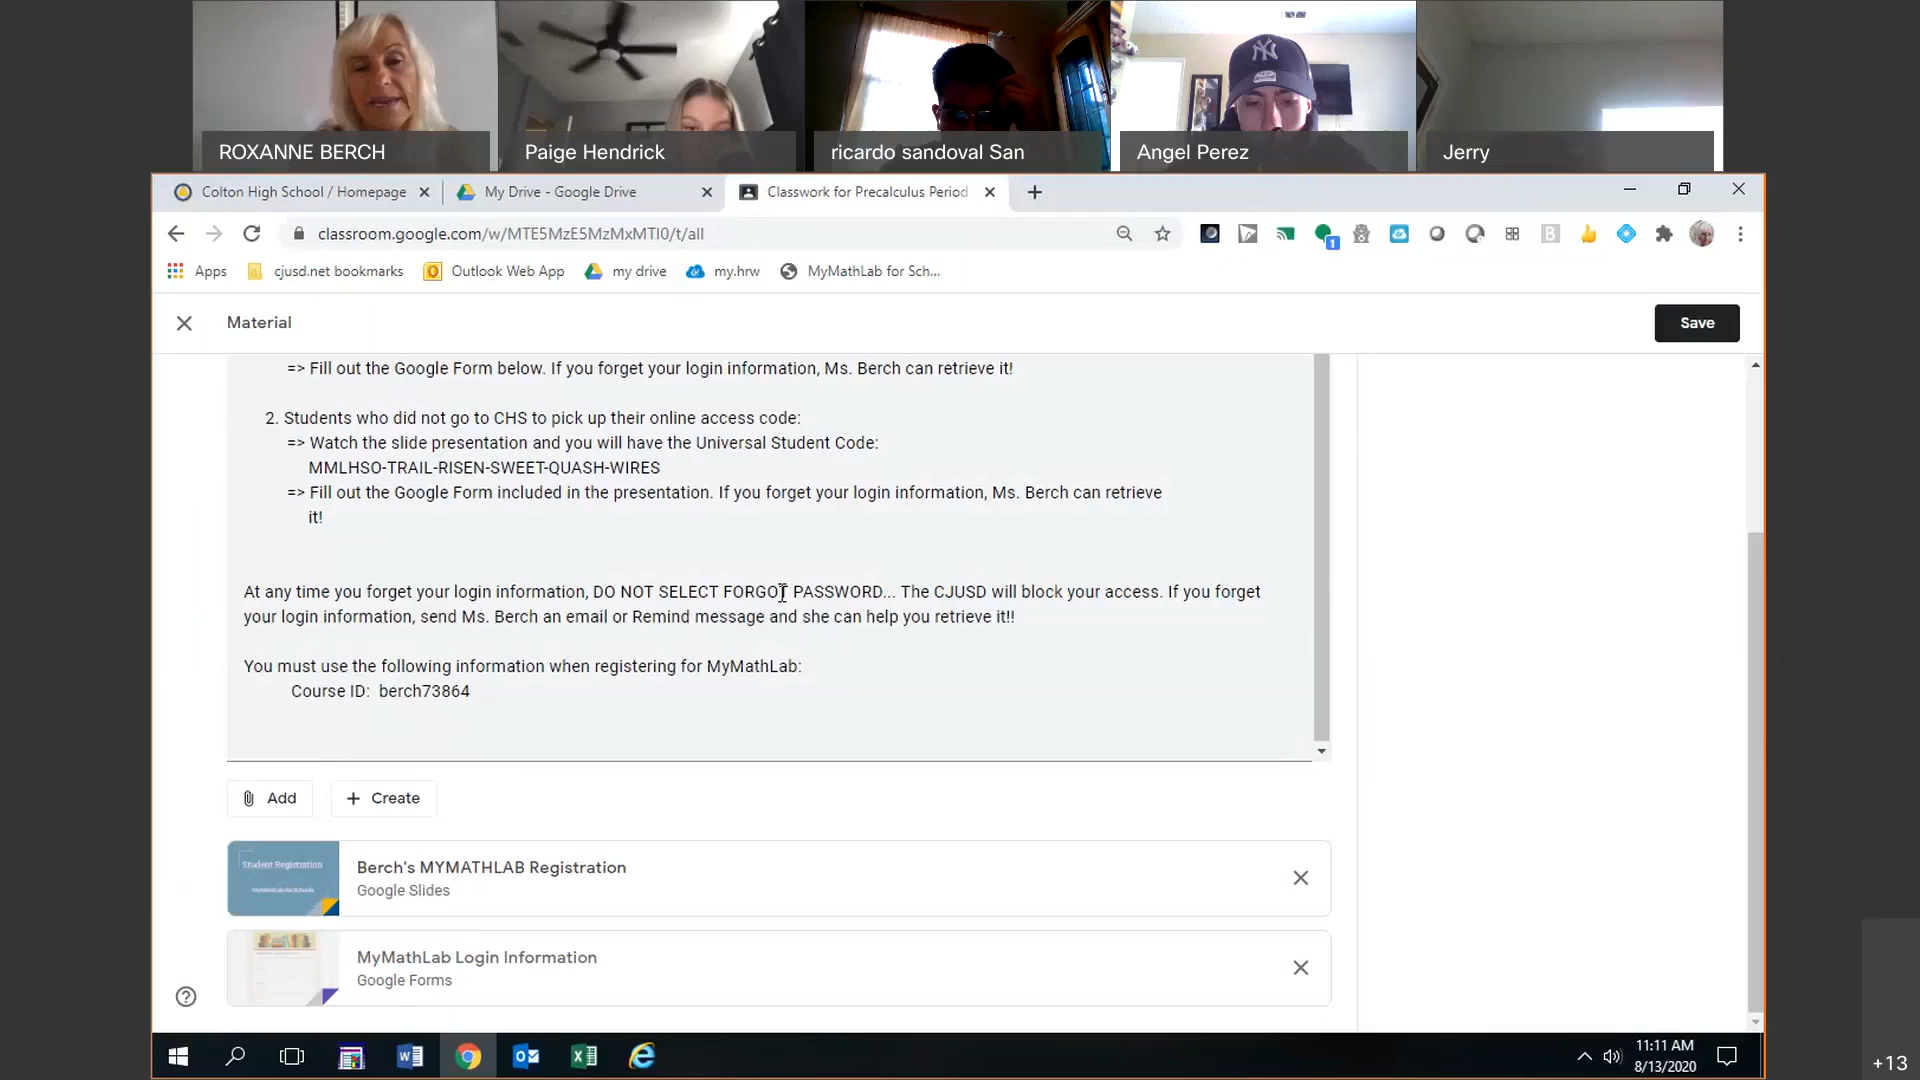 ROXANNE BERCH
Paige Hendrick
ricardo sandoval San
Angel Perez
Jerry
Colton High School / Homepage
My Drive - Google Drive
Classwork for Precalculus Period
classroom.google.com/w/MTE5MzE5MzMxMTI0/t/all
1
Apps
cjusd.net bookmarks
Outlook Web App
my drive
my.hrw
MyMathLab for Sch...
Material
Save
=> Fill out the Google Form below. If you forget your login information, Ms. Berch can retrieve it!
2. Students who did not go to CHS to pick up their online access code:
=> Watch the slide presentation and you will have the Universal Student Code:
MMLHSO-TRAIL-RISEN-SWEET-QUASH-WIRES
=> Fill out the Google Form included in the presentation. If you forget your login information, Ms. Berch can retrieve
it!
At any time you forget your login information, DO NOT SELECT FORGOT PASSWORD... The CJUSD will block your access. If you forget
your login information, send Ms. Berch an email or Remind message and she can help you retrieve it!!
You must use the following information when registering for MyMathLab:
Course ID: berch73864
Add
Create
Student Registration
MyMathLab for Schools
Berch's MYMATHLAB Registration
Google Slides
MyMathLab Login Information
Google Forms
11:11 AM
8/13/2020
+13